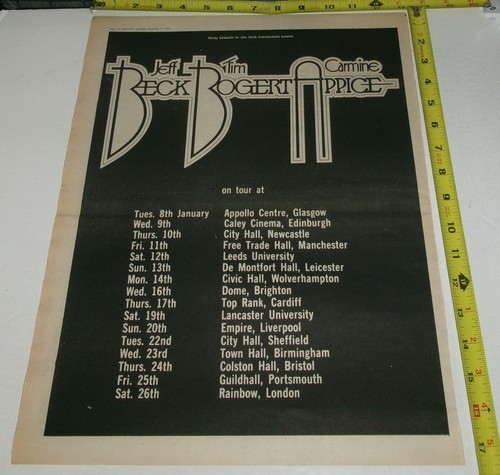 Jeff Tim Carmine
BECK BOGERT APPICE
on tour at
Tues. 8th January Appollo Centre, Glasgow
Wed. 9th Caley Cinema, Edinburgh
Thurs. 10th City Hall, Newcastle
Fri. 11th Free Trade Hall, Manchester
Sat. 12th Leeds University
Sun. 13th De Montfort Hall, Leicester
Mon. 14th Civic Hall, Wolverhampton
Wed. 16th Dome, Brighton
Thurs. 17th Top Rank, Cardiff
Sat. 19th Lancaster University
Sun. 20th Empire, Liverpool
Tues. 22nd City Hall, Sheffield
Wed. 23rd Town Hall, Birmingham
Thurs. 24th Colston Hall, Bristol
Fri. 25th Guildhall, Portsmouth
Sat. 26th Rainbow, London